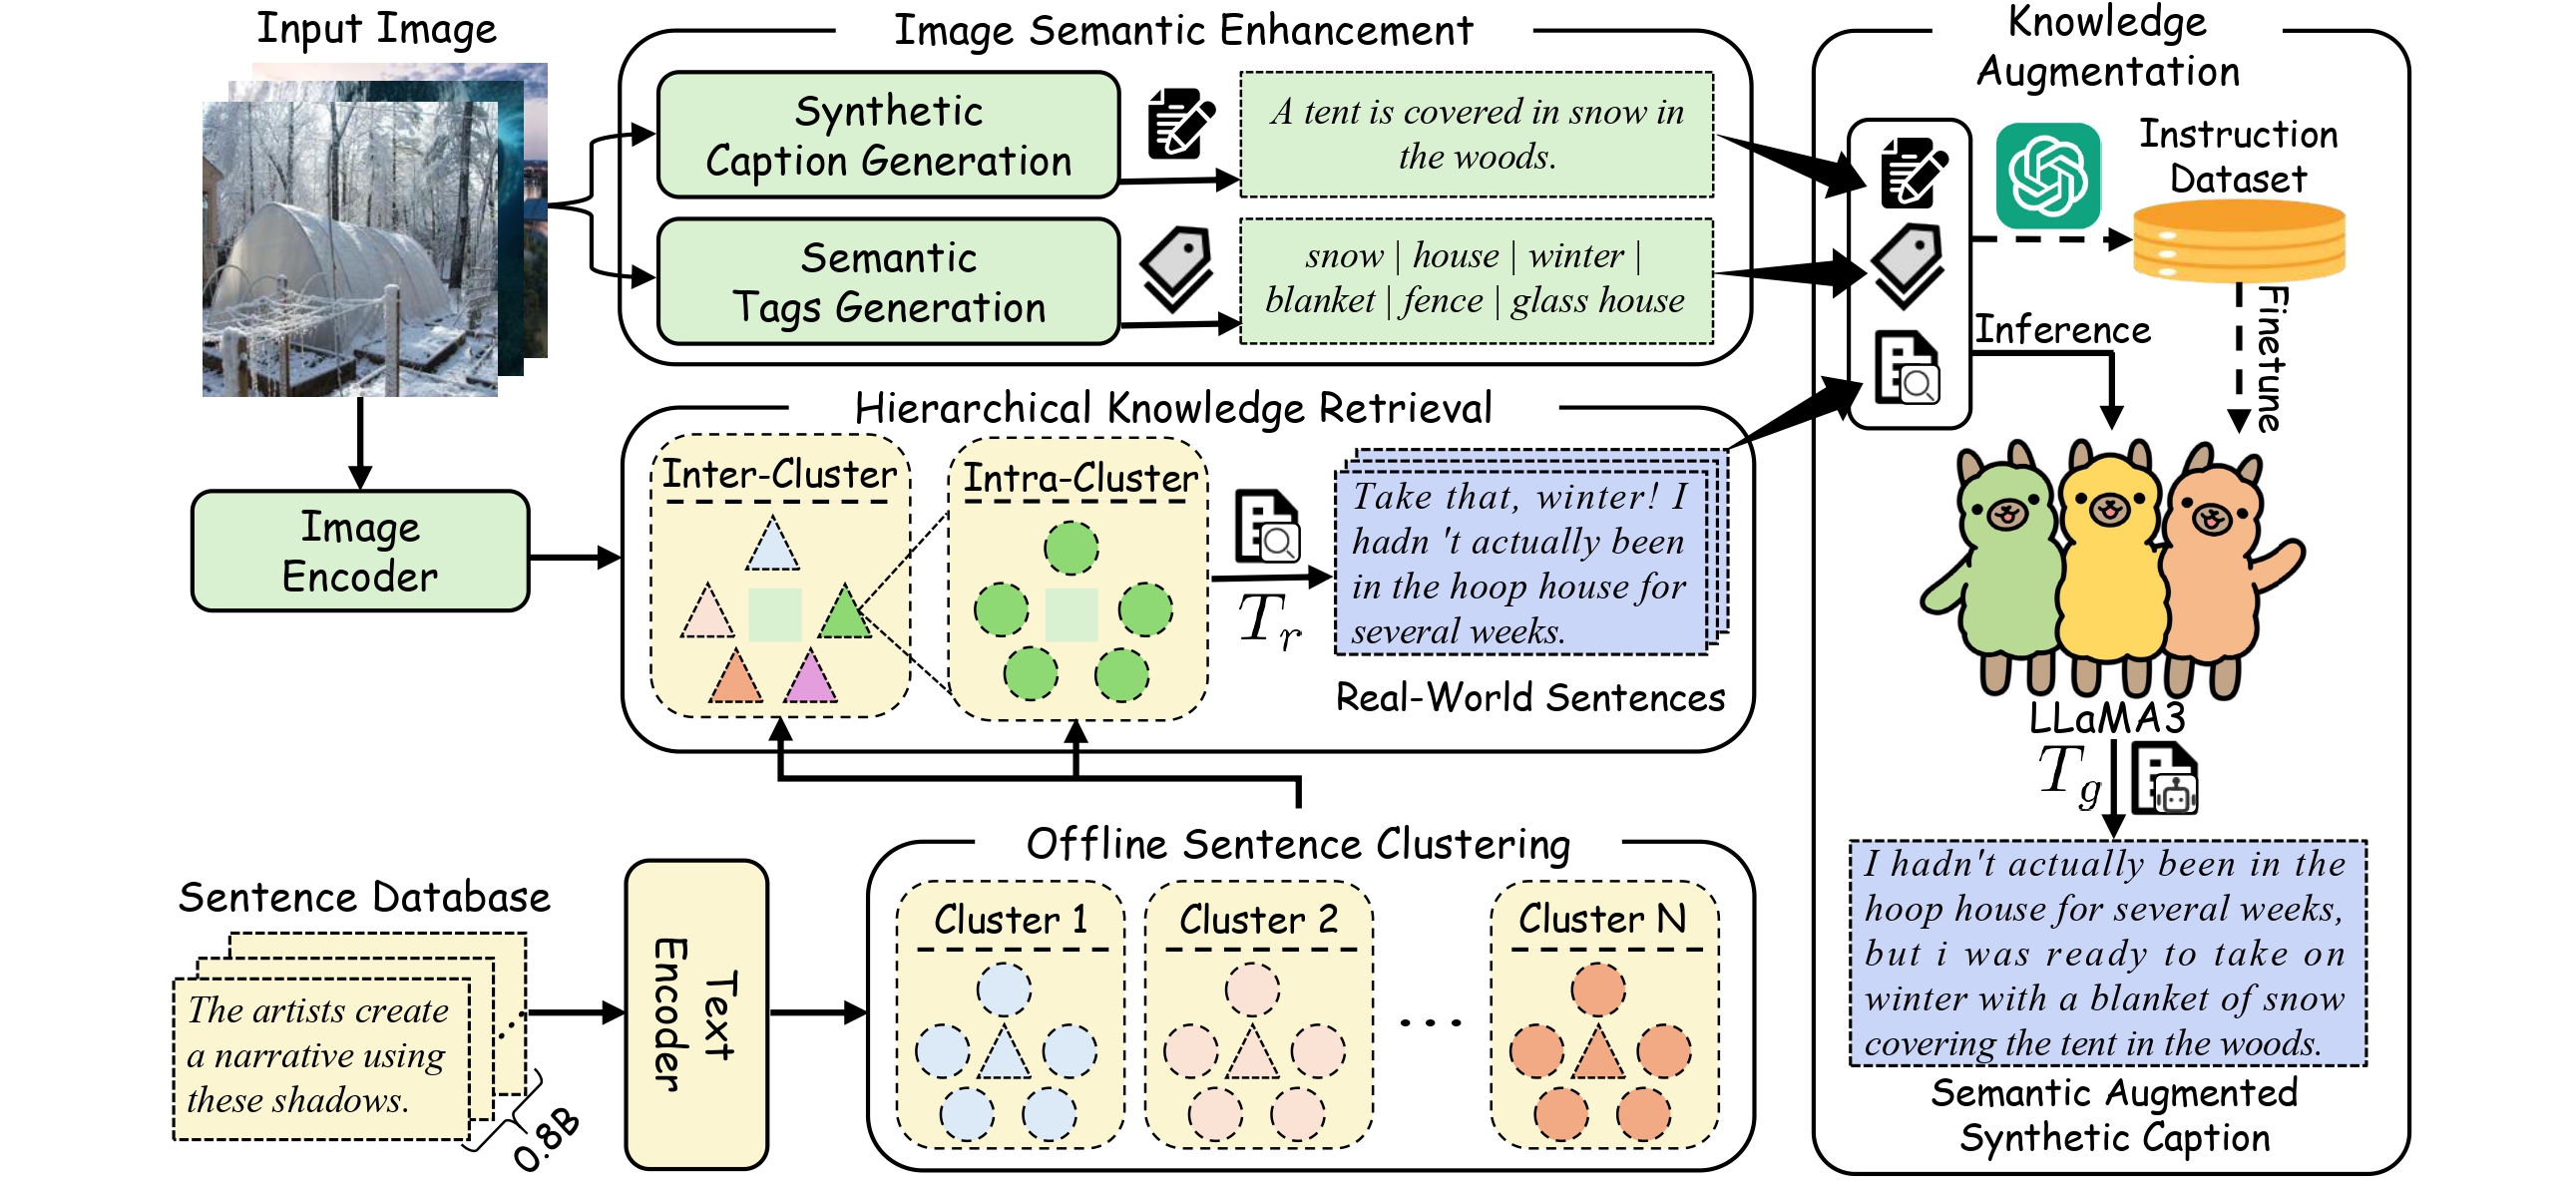 Input Image
Image Semantic Enhancement
Synthetic
Caption Generation
A tent is covered in snow in
the woods.
Semantic
Tags Generation
snow | house | winter |
blanket | fence | glass house
Image
Encoder
Hierarchical Knowledge Retrieval
Inter-Cluster
Intra-Cluster
T_r
Take that, winter! I
hadn 't actually been
in the hoop house for
several weeks.
Real-World Sentences
Sentence Database
The artists create
a narrative using
these shadows.
...
0.8B
Text
Encoder
Offline Sentence Clustering
Cluster 1
Cluster 2
...
Cluster N
Knowledge
Augmentation
Instruction
Dataset
Inference
Finetune
LLaMA3
T_g
I hadn't actually been in the
hoop house for several weeks,
but i was ready to take on
winter with a blanket of snow
covering the tent in the woods.
Semantic Augmented
Synthetic Caption